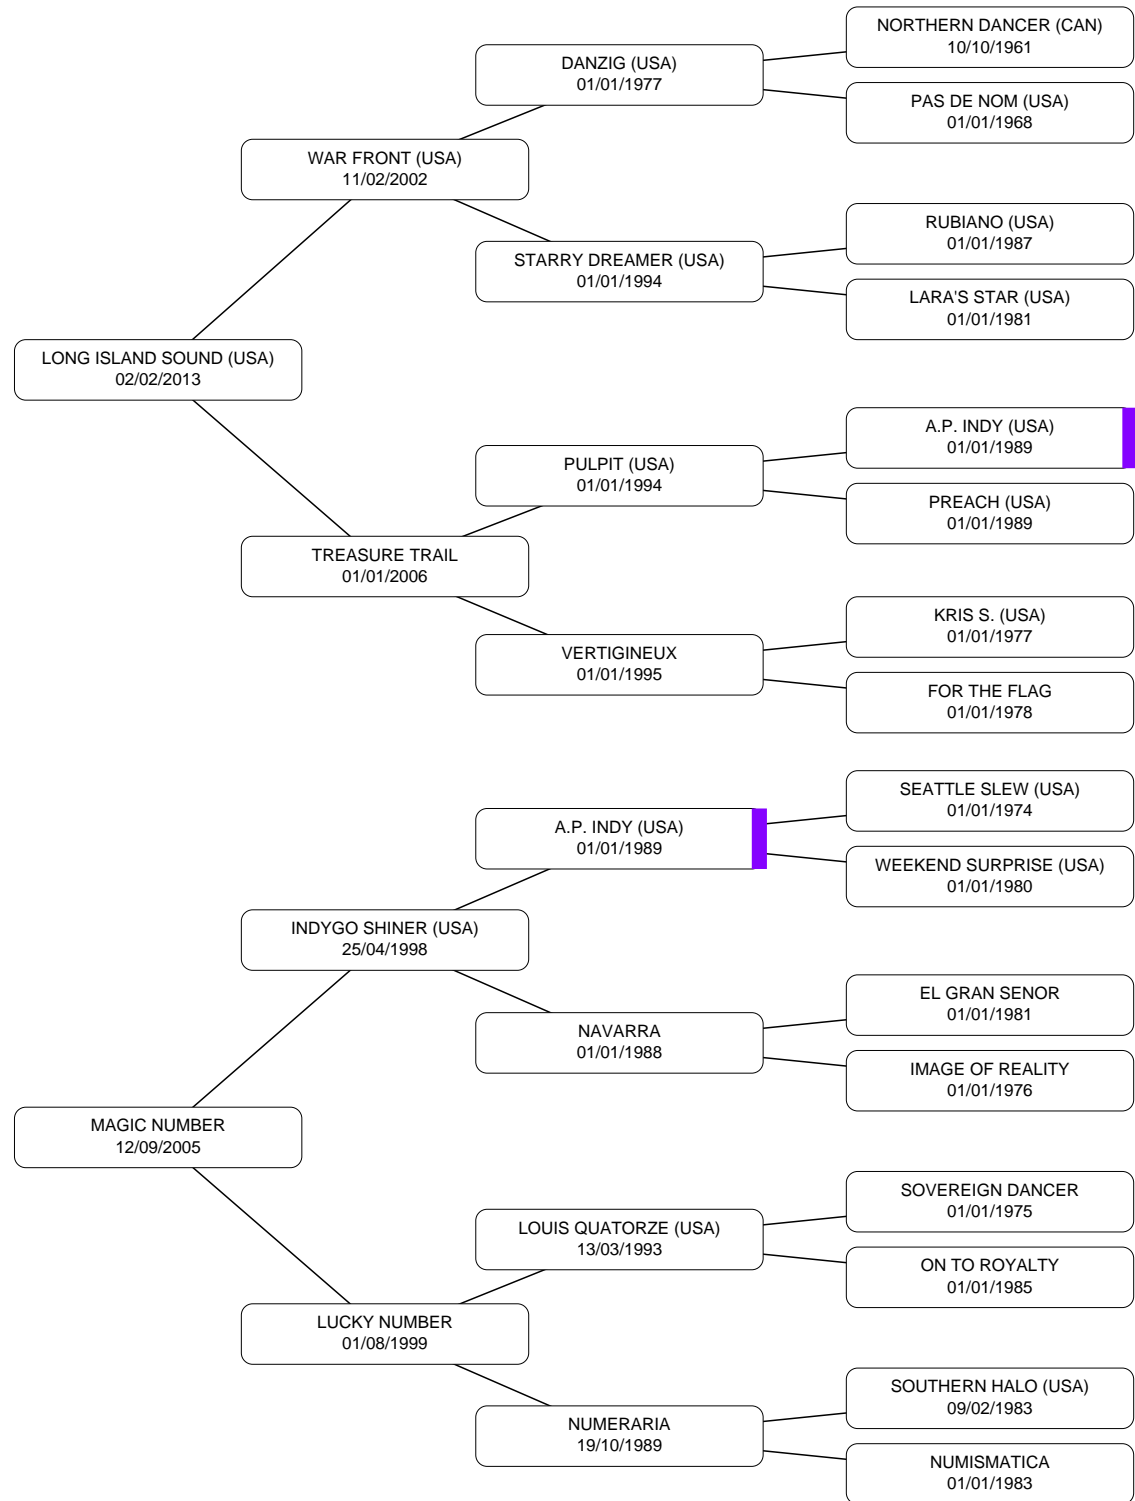 NORTHERN DANCER (CAN)
10/10/1961
DANZIG (USA)
01/01/1977
PAS DE NOM (USA)
01/01/1968
WAR FRONT (USA)
11/02/2002
RUBIANO (USA)
01/01/1987
STARRY DREAMER (USA)
01/01/1994
LARA'S STAR (USA)
01/01/1981
LONG ISLAND SOUND (USA)
02/02/2013
A.P. INDY (USA)
01/01/1989
PULPIT (USA)
01/01/1994
PREACH (USA)
01/01/1989
TREASURE TRAIL
01/01/2006
KRIS S. (USA)
01/01/1977
VERTIGINEUX
01/01/1995
FOR THE FLAG
01/01/1978
SEATTLE SLEW (USA)
01/01/1974
A.P. INDY (USA)
01/01/1989
WEEKEND SURPRISE (USA)
01/01/1980
INDYGO SHINER (USA)
25/04/1998
EL GRAN SENOR
01/01/1981
NAVARRA
01/01/1988
IMAGE OF REALITY
01/01/1976
MAGIC NUMBER
12/09/2005
SOVEREIGN DANCER
01/01/1975
LOUIS QUATORZE (USA)
13/03/1993
ON TO ROYALTY
01/01/1985
LUCKY NUMBER
01/08/1999
SOUTHERN HALO (USA)
09/02/1983
NUMERARIA
19/10/1989
NUMISMATICA
01/01/1983